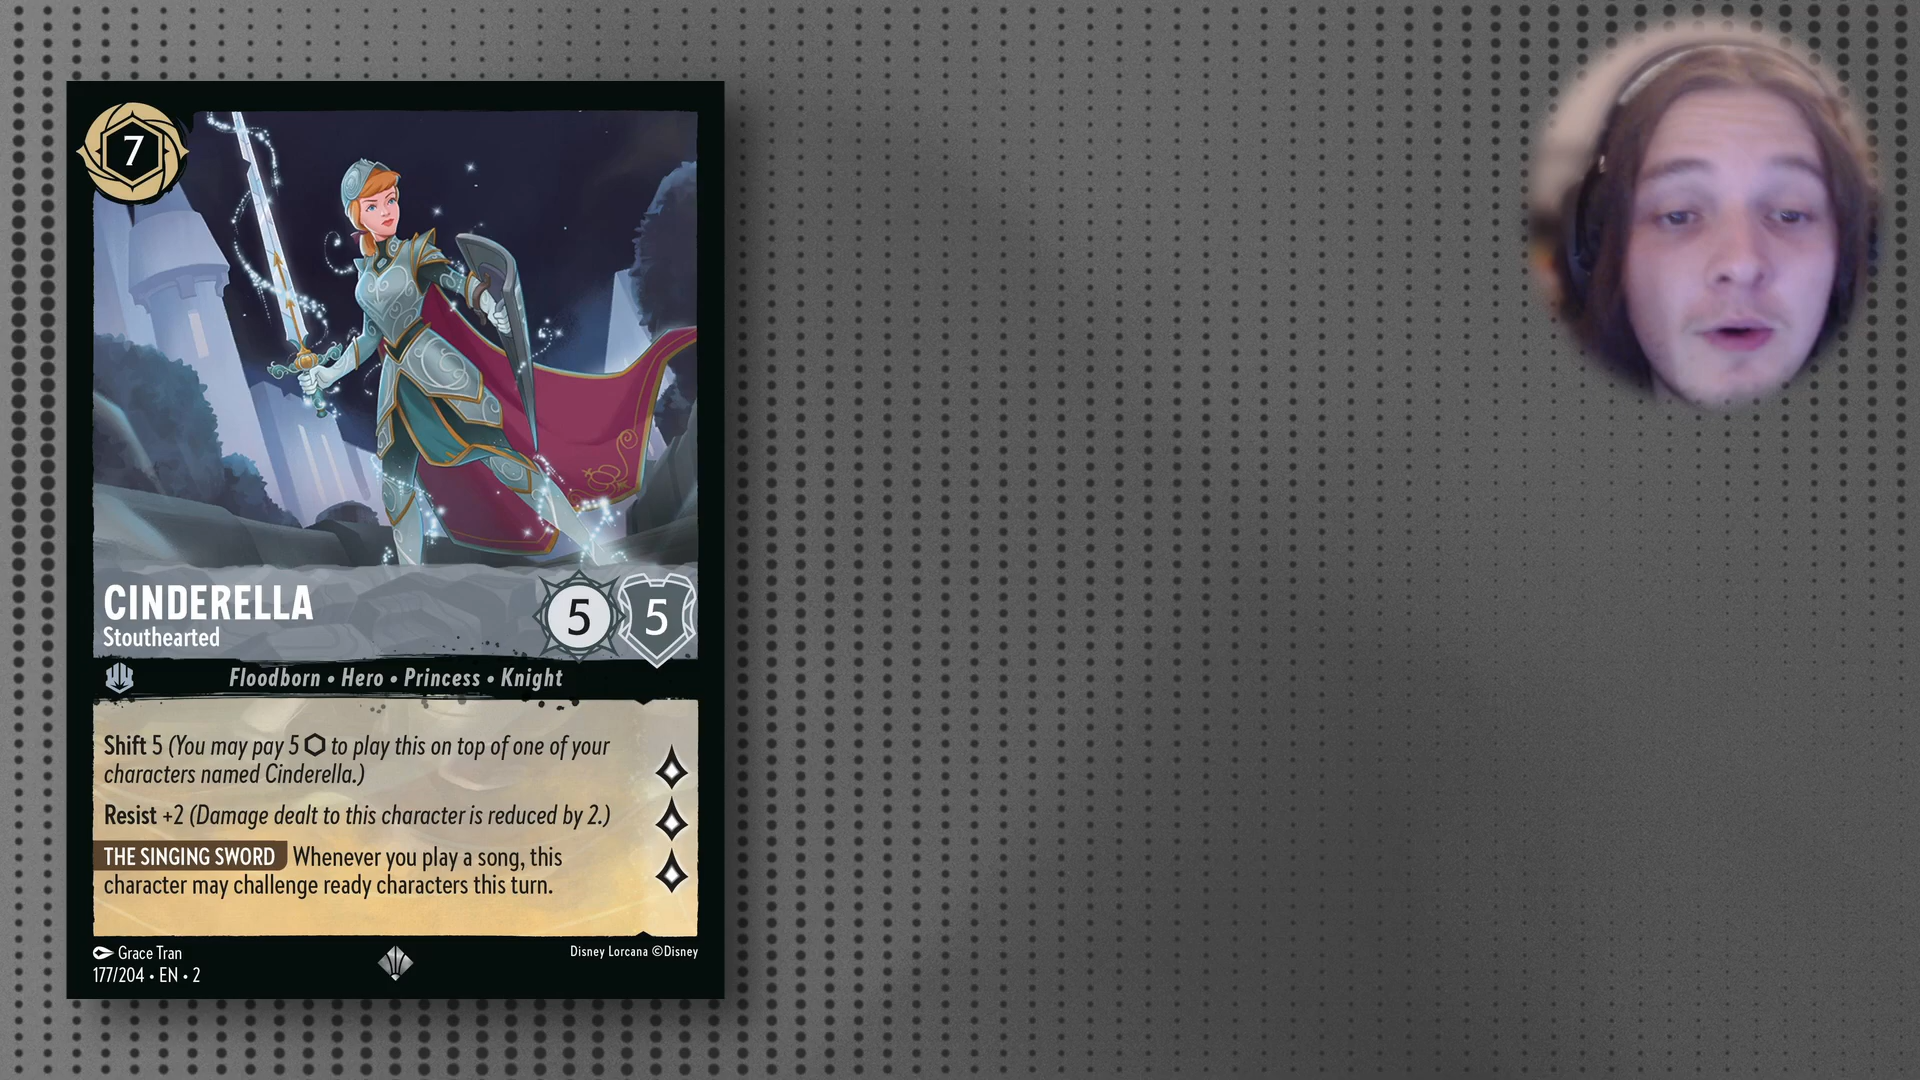 7
CINDERELLA
Stouthearted
5 5
Floodborn • Hero • Princess • Knight
Shift 5 (You may pay 5 ⬡ to play this on top of one of your
characters named Cinderella.)
Resist +2 (Damage dealt to this character is reduced by 2.)
THE SINGING SWORD Whenever you play a song, this
character may challenge ready characters this turn.
Grace Tran
Disney Lorcana ©Disney
177/204 • EN • 2